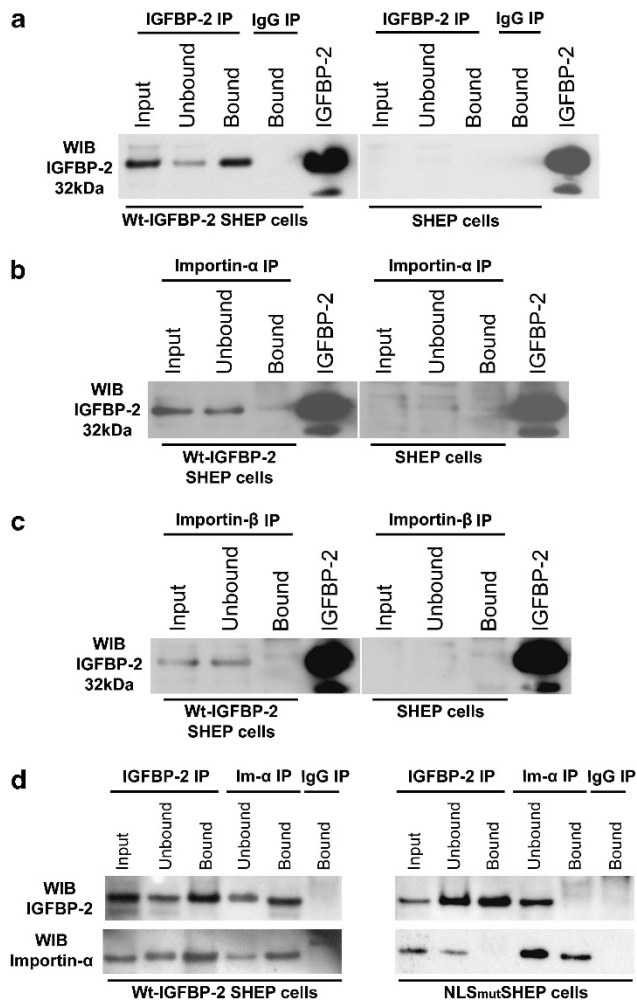 a
IGFBP-2 IP IgG IP IGFBP-2 IP IgG IP
Input Unbound Bound Bound IGFBP-2 Input Unbound Bound Bound IGFBP-2
WIB
IGFBP-2
32kDa
Wt-IGFBP-2 SHEP cells SHEP cells
b
Importin-α IP Importin-α IP
Input Unbound Bound IGFBP-2 Input Unbound Bound IGFBP-2
WIB
IGFBP-2
32kDa
Wt-IGFBP-2 SHEP cells
SHEP cells
c
Importin-β IP Importin-β IP
Input Unbound Bound IGFBP-2 Input Unbound Bound IGFBP-2
WIB
IGFBP-2
32kDa
Wt-IGFBP-2 SHEP cells
SHEP cells
d
IGFBP-2 IP Im-α IP IgG IP IGFBP-2 IP Im-α IP IgG IP
Input Unbound Bound Unbound Bound Bound Input Unbound Bound Unbound Bound Bound
WIB WIB
IGFBP-2 IGFBP-2
WIB WIB
Importin-α Importin-α
Wt-IGFBP-2 SHEP cells NLSmutSHEP cells